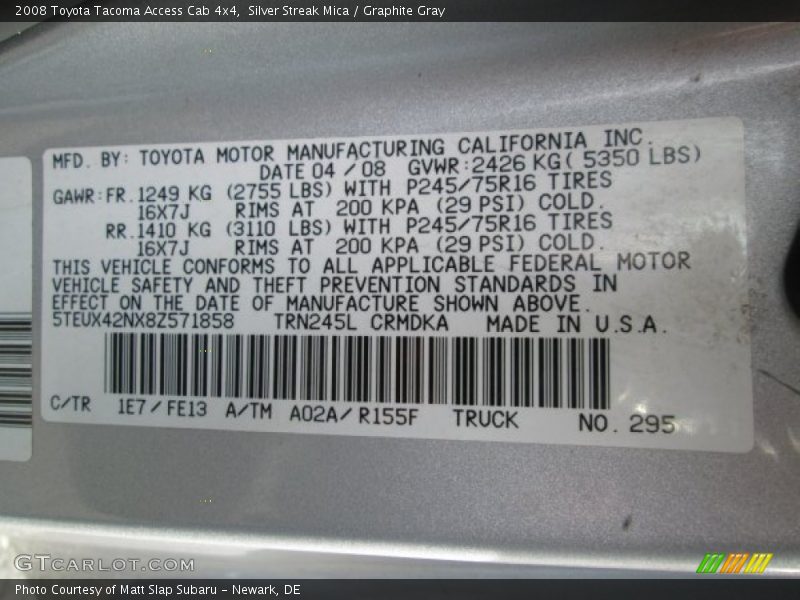 2008 Toyota Tacoma Access Cab 4x4,  Silver Streak Mica / Graphite Gray
MFD. BY: TOYOTA MOTOR MANUFACTURING CALIFORNIA INC.
DATE 04 / 08  GVWR:2426 KG( 5350 LBS)
GAWR:FR.1249 KG (2755 LBS) WITH P245/75R16 TIRES
16X7J  RIMS AT  200 KPA (29 PSI) COLD.
RR.1410 KG (3110 LBS) WITH P245/75R16 TIRES
16X7J  RIMS AT  200 KPA (29 PSI) COLD.
THIS VEHICLE CONFORMS TO ALL APPLICABLE FEDERAL MOTOR
VEHICLE SAFETY AND THEFT PREVENTION STANDARDS IN
EFFECT ON THE DATE OF MANUFACTURE SHOWN ABOVE.
5TEUX42NX8Z571858  TRN245L CRMDKA  MADE IN U.S.A.
C/TR  1E7/FE13  A/TM  A02A/R155F  TRUCK  NO. 295
GTCARLOT.COM
Photo Courtesy of Matt Slap Subaru - Newark, DE